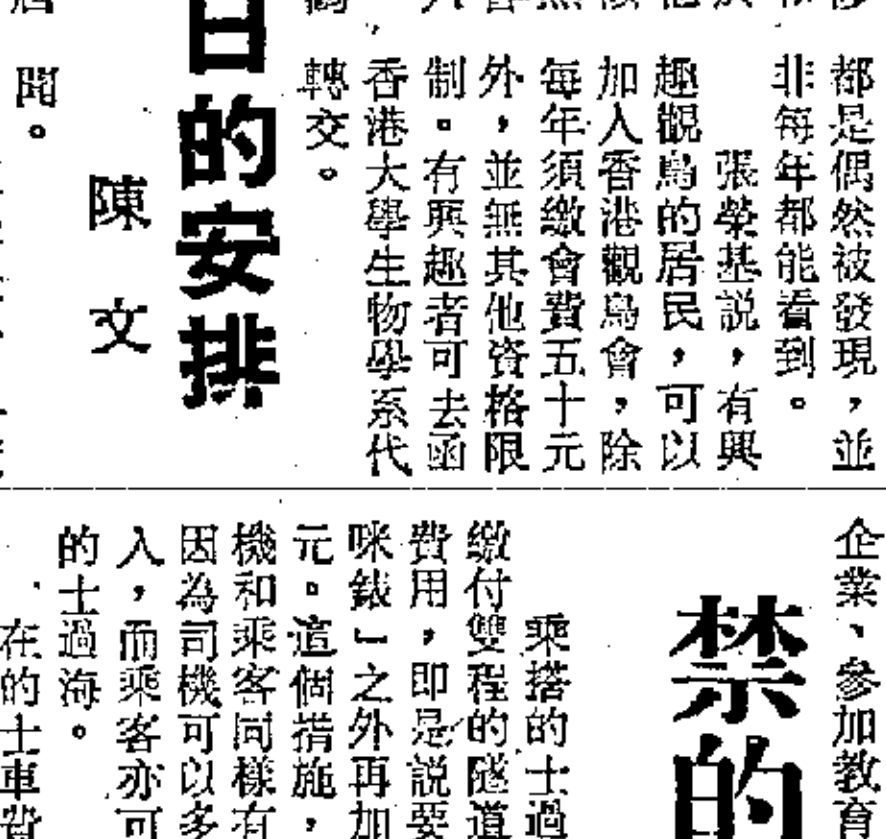 都是偶然被發現，並
非每年都能看到。
張榮基說，有興
趣觀鳥的居民，可以
加入香港觀鳥會，除
每年須繳會費五十元
外，並無其他資格限
制。有興趣者可去函
香港大學生物學系代
轉交。
日的安排
陳文
聞。
企業、參加教育
禁的
乘搭的士過
繳付雙程的隧道
費用，即是說要
咪錶」之外再加
元。這個措施，
機和乘客同樣有
因為司機可以多
入，而乘客亦可
的士過海。
在的士車費